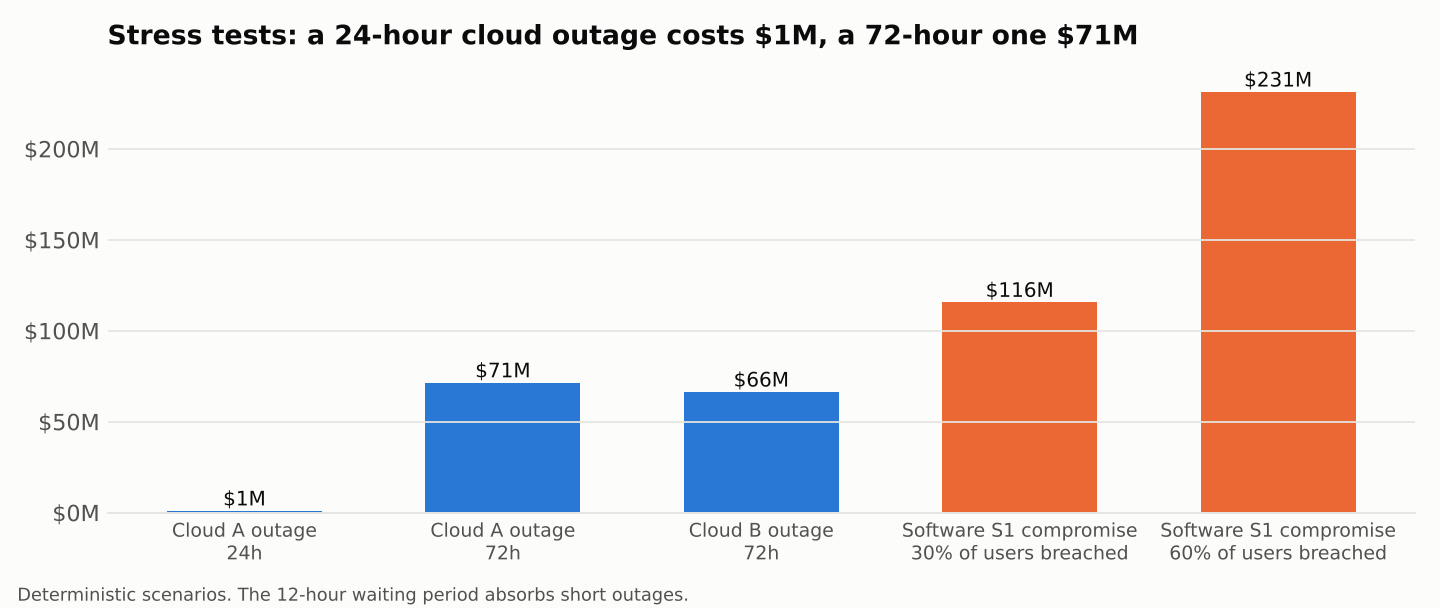 Stress tests: a 24-hour cloud outage costs $1M, a 72-hour one $71M
$231M
$200M
$150M
$116M
$100M
$71M
$66M
$50M
$1M
$0M
Cloud A outage
24h
Cloud A outage
72h
Cloud B outage
72h
Software S1 compromise
30% of users breached
Software S1 compromise
60% of users breached
Deterministic scenarios. The 12-hour waiting period absorbs short outages.